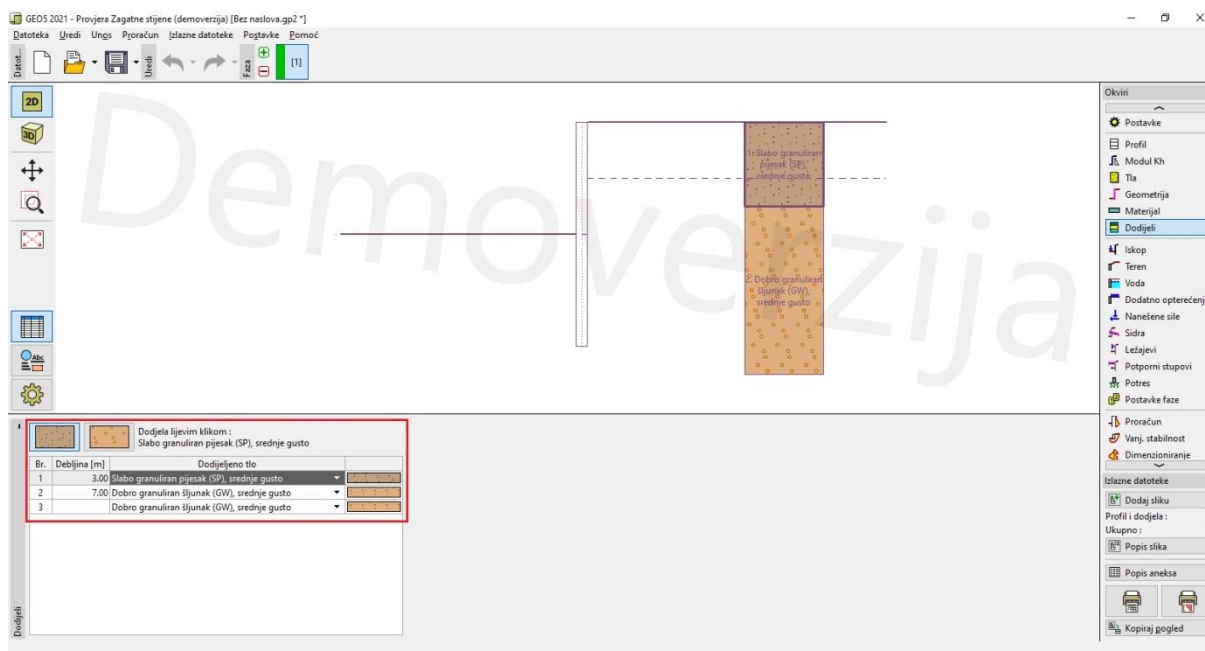 GEO5 2021 - Provjera Zagatne stijene (demoverzija) [Bez naslova.gp2 *]
Datoteka Uredi Ungs Proračun Izlazne datoteke Postavke Pomoć
Datot...
Uredi
Faza
[1]
2D
3D
Abc
Demoverzija
1. Slabo granuliran
pijesak (SP),
srednje gusto
2. Dobro granuliran
šljunak (GW),
srednje gusto
Okviri
Postavke
Profil
Modul Kh
Tla
Geometrija
Materijal
Dodijeli
Iskop
Teren
Voda
Dodatno opterećenj
Nanešene sile
Sidra
Ležajevi
Potporni stupovi
Potres
Postavke faze
Proračun
Vanj. stabilnost
Dimenzioniranje
Izlazne datoteke
Dodaj sliku
Profil i dodjela :
Ukupno :
Popis slika
Popis aneksa
Kopiraj pogled
Dodjela lijevim klikom :
Slabo granuliran pijesak (SP), srednje gusto
Br. Debljina [m] Dodijeljeno tlo
1 3.00 Slabo granuliran pijesak (SP), srednje gusto
2 7.00 Dobro granuliran šljunak (GW), srednje gusto
3 Dobro granuliran šljunak (GW), srednje gusto
Dodijeli